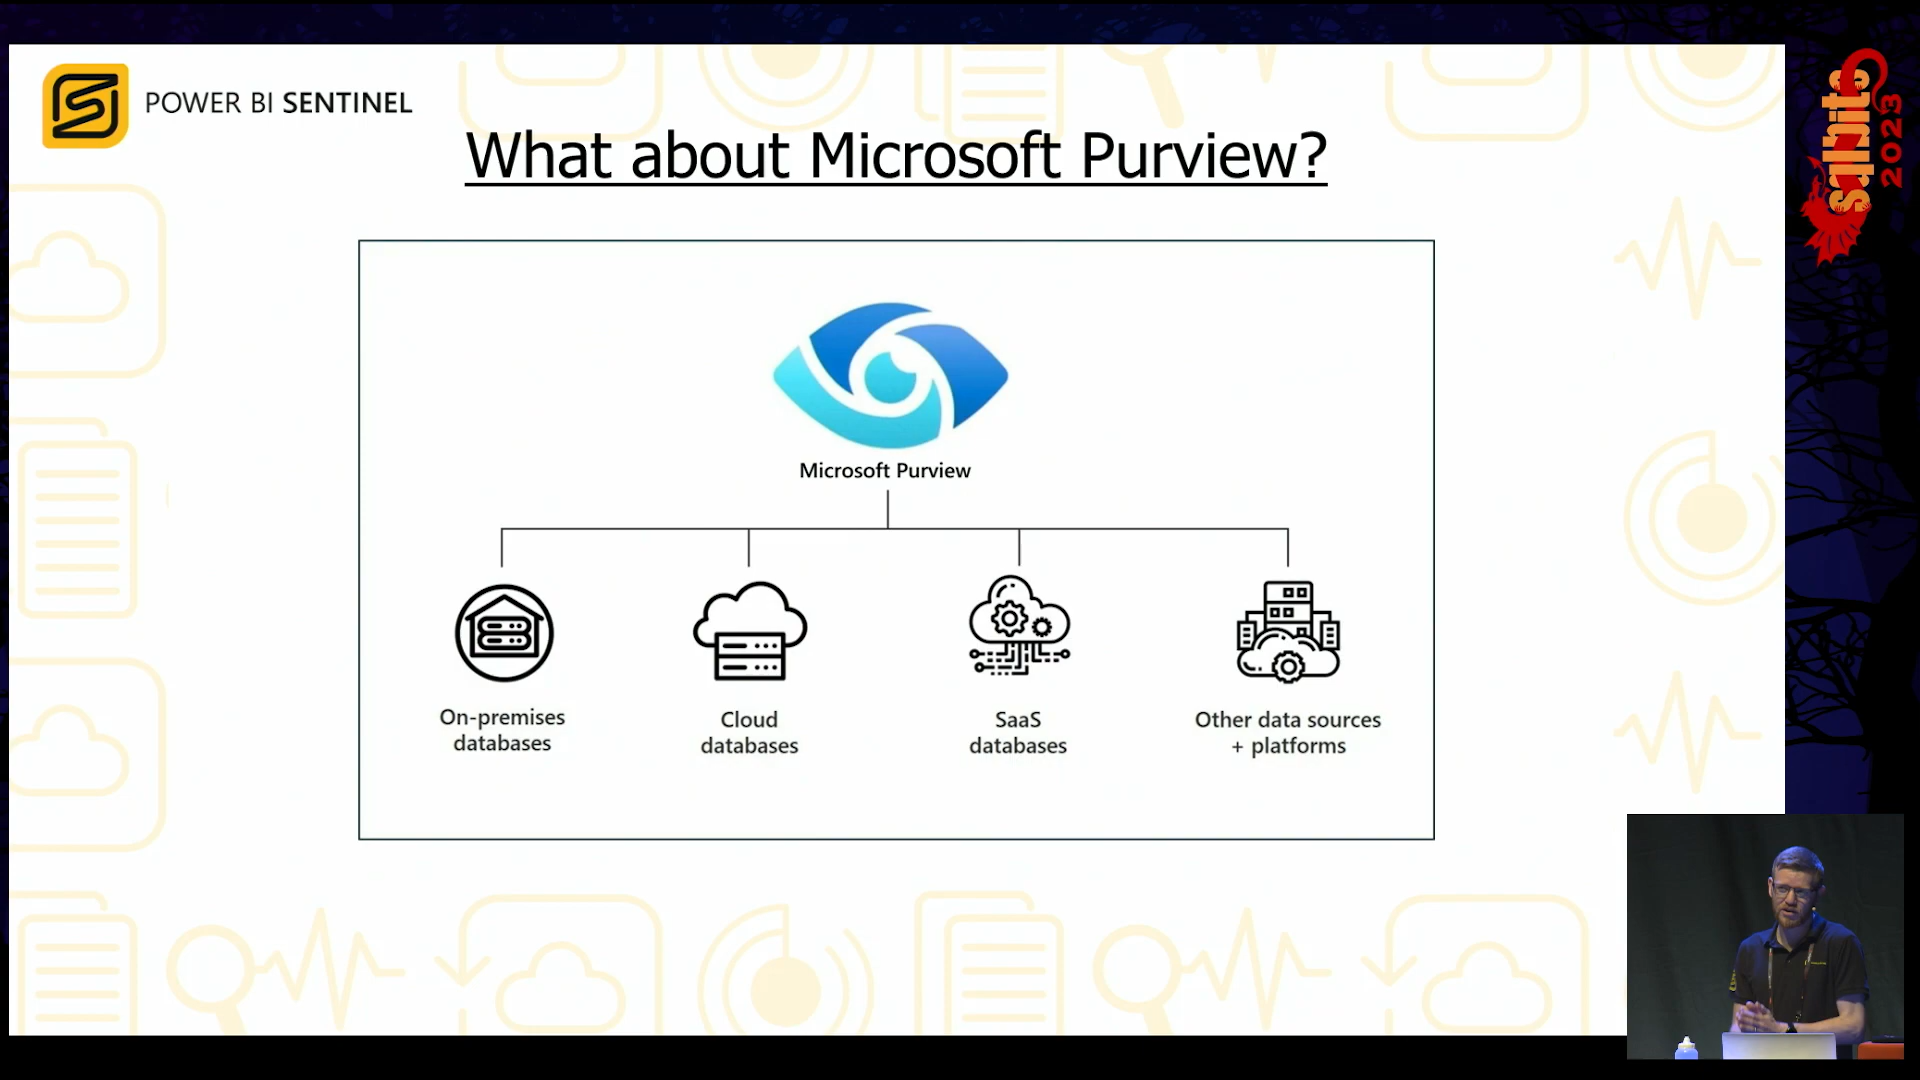 POWER BI SENTINEL
What about Microsoft Purview?
sqlbits
2023
Microsoft Purview
On-premises
databases
Cloud
databases
SaaS
databases
Other data sources
+ platforms